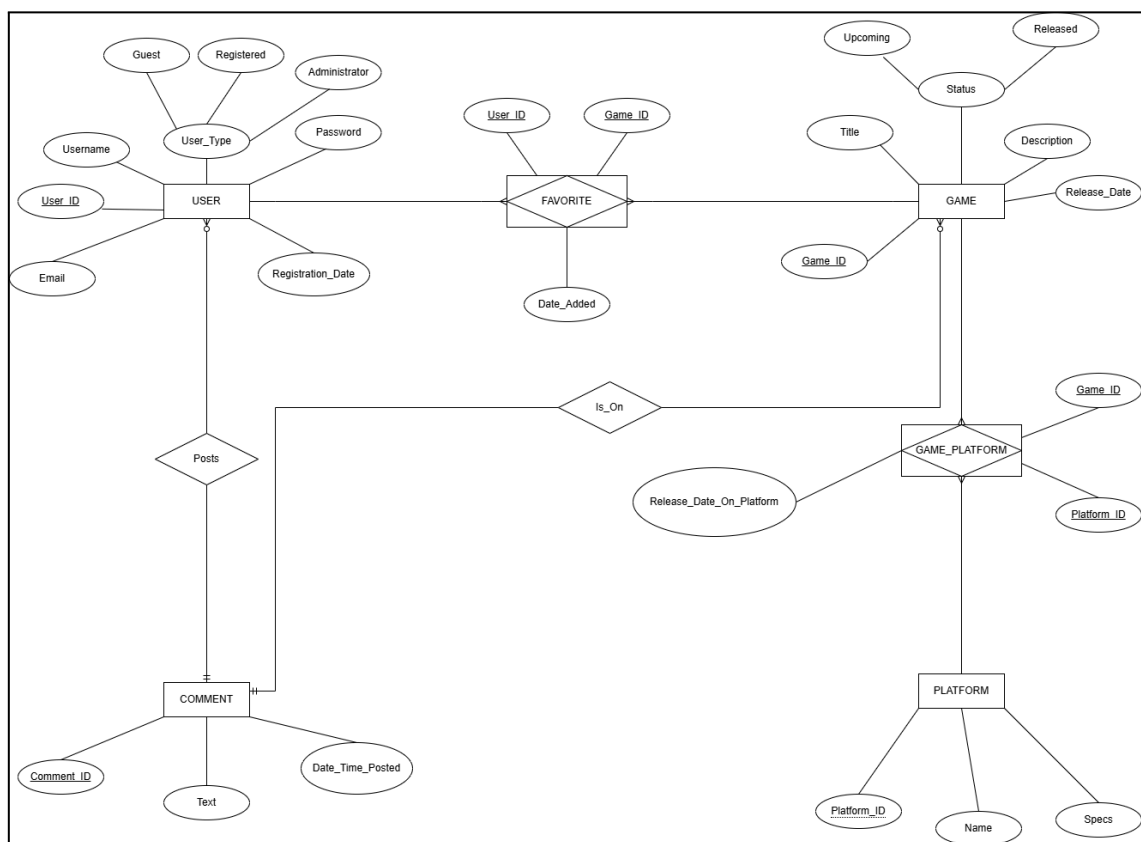 Upcoming
Released
Guest
Registered
Administrator
Status
User_Type
Username
Password
User_ID
Game_ID
Title
Description
User_ID
USER
FAVORITE
GAME
Release_Date
Email
Registration_Date
Game_ID
Date_Added
Is_On
Game_ID
Posts
GAME_PLATFORM
Release_Date_On_Platform
Platform_ID
COMMENT
PLATFORM
Comment_ID
Text
Date_Time_Posted
Platform_ID
Name
Specs